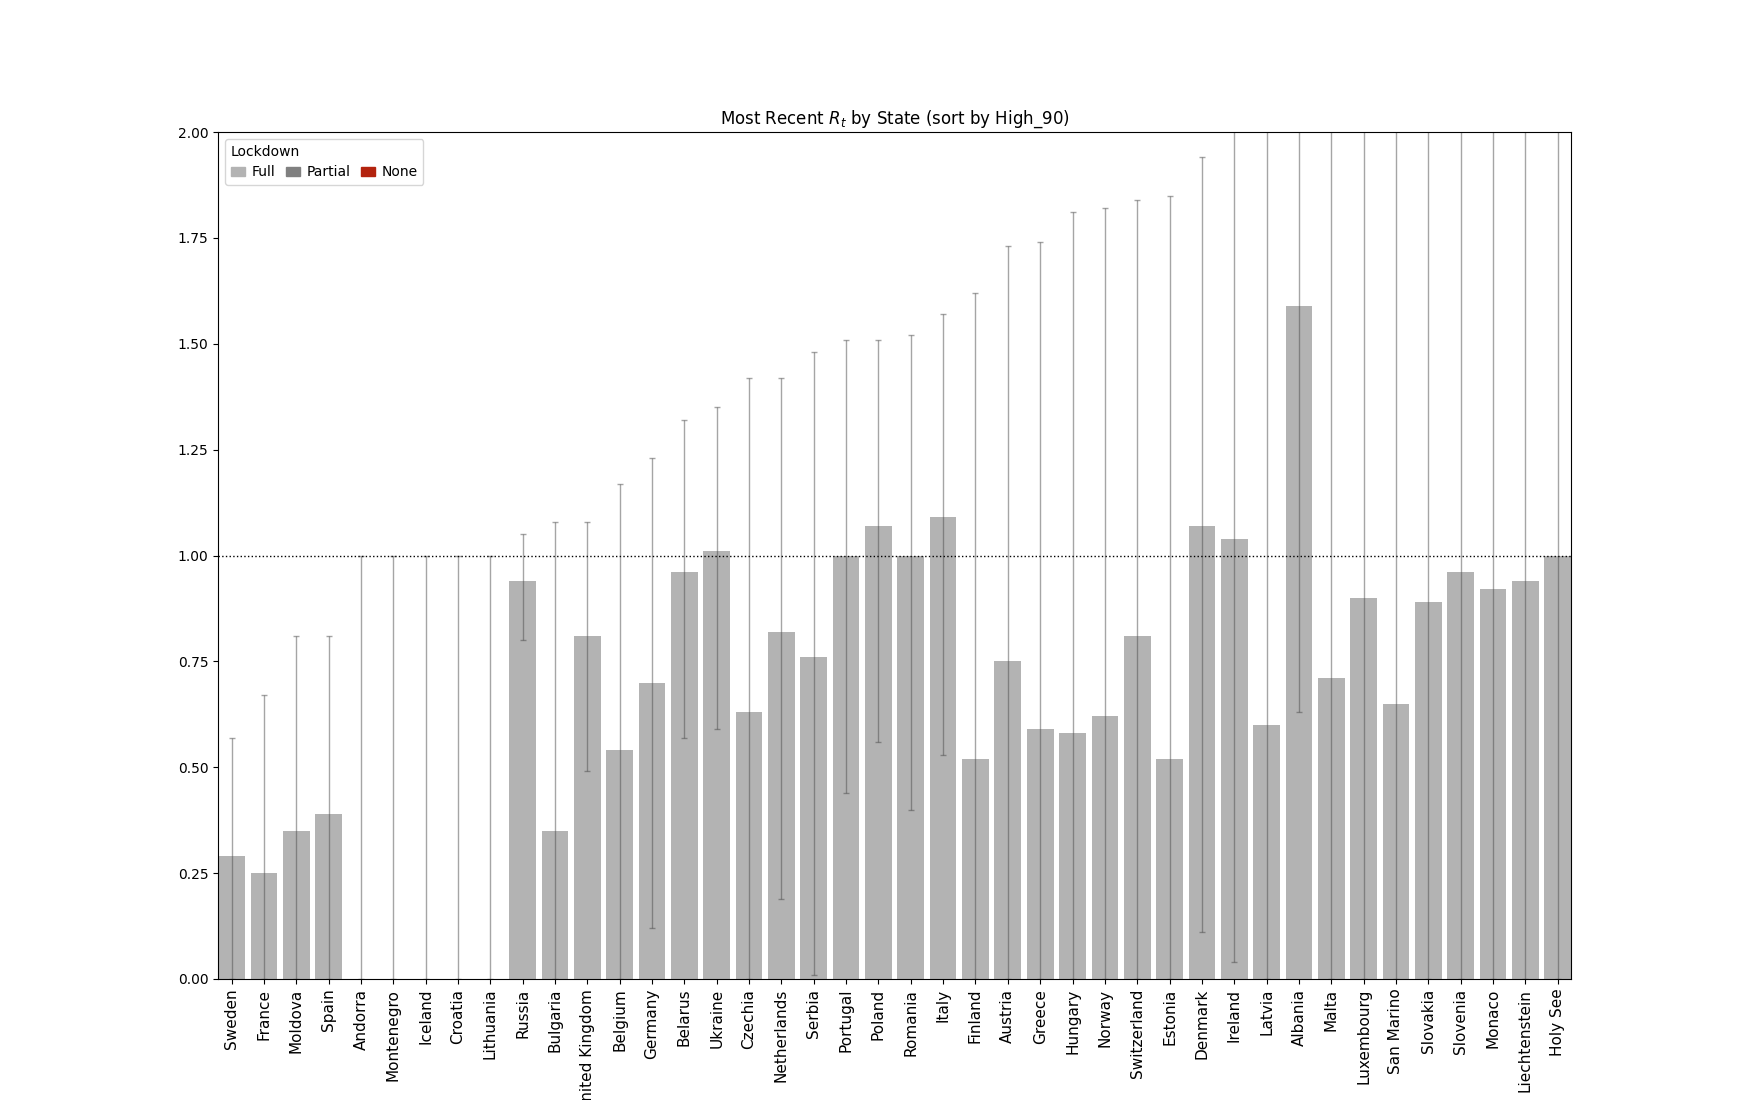 Most Recent R_t by State (sort by High_90)
Lockdown
Full Partial None
2.00
1.75
1.50
1.25
1.00
0.75
0.50
0.25
0.00
Sweden
France
Moldova
Spain
Andorra
Montenegro
Iceland
Croatia
Lithuania
Russia
Bulgaria
nited Kingdom
Belgium
Germany
Belarus
Ukraine
Czechia
Netherlands
Serbia
Portugal
Poland
Romania
Italy
Finland
Austria
Greece
Hungary
Norway
Switzerland
Estonia
Denmark
Ireland
Latvia
Albania
Malta
Luxembourg
San Marino
Slovakia
Slovenia
Monaco
Liechtenstein
Holy See